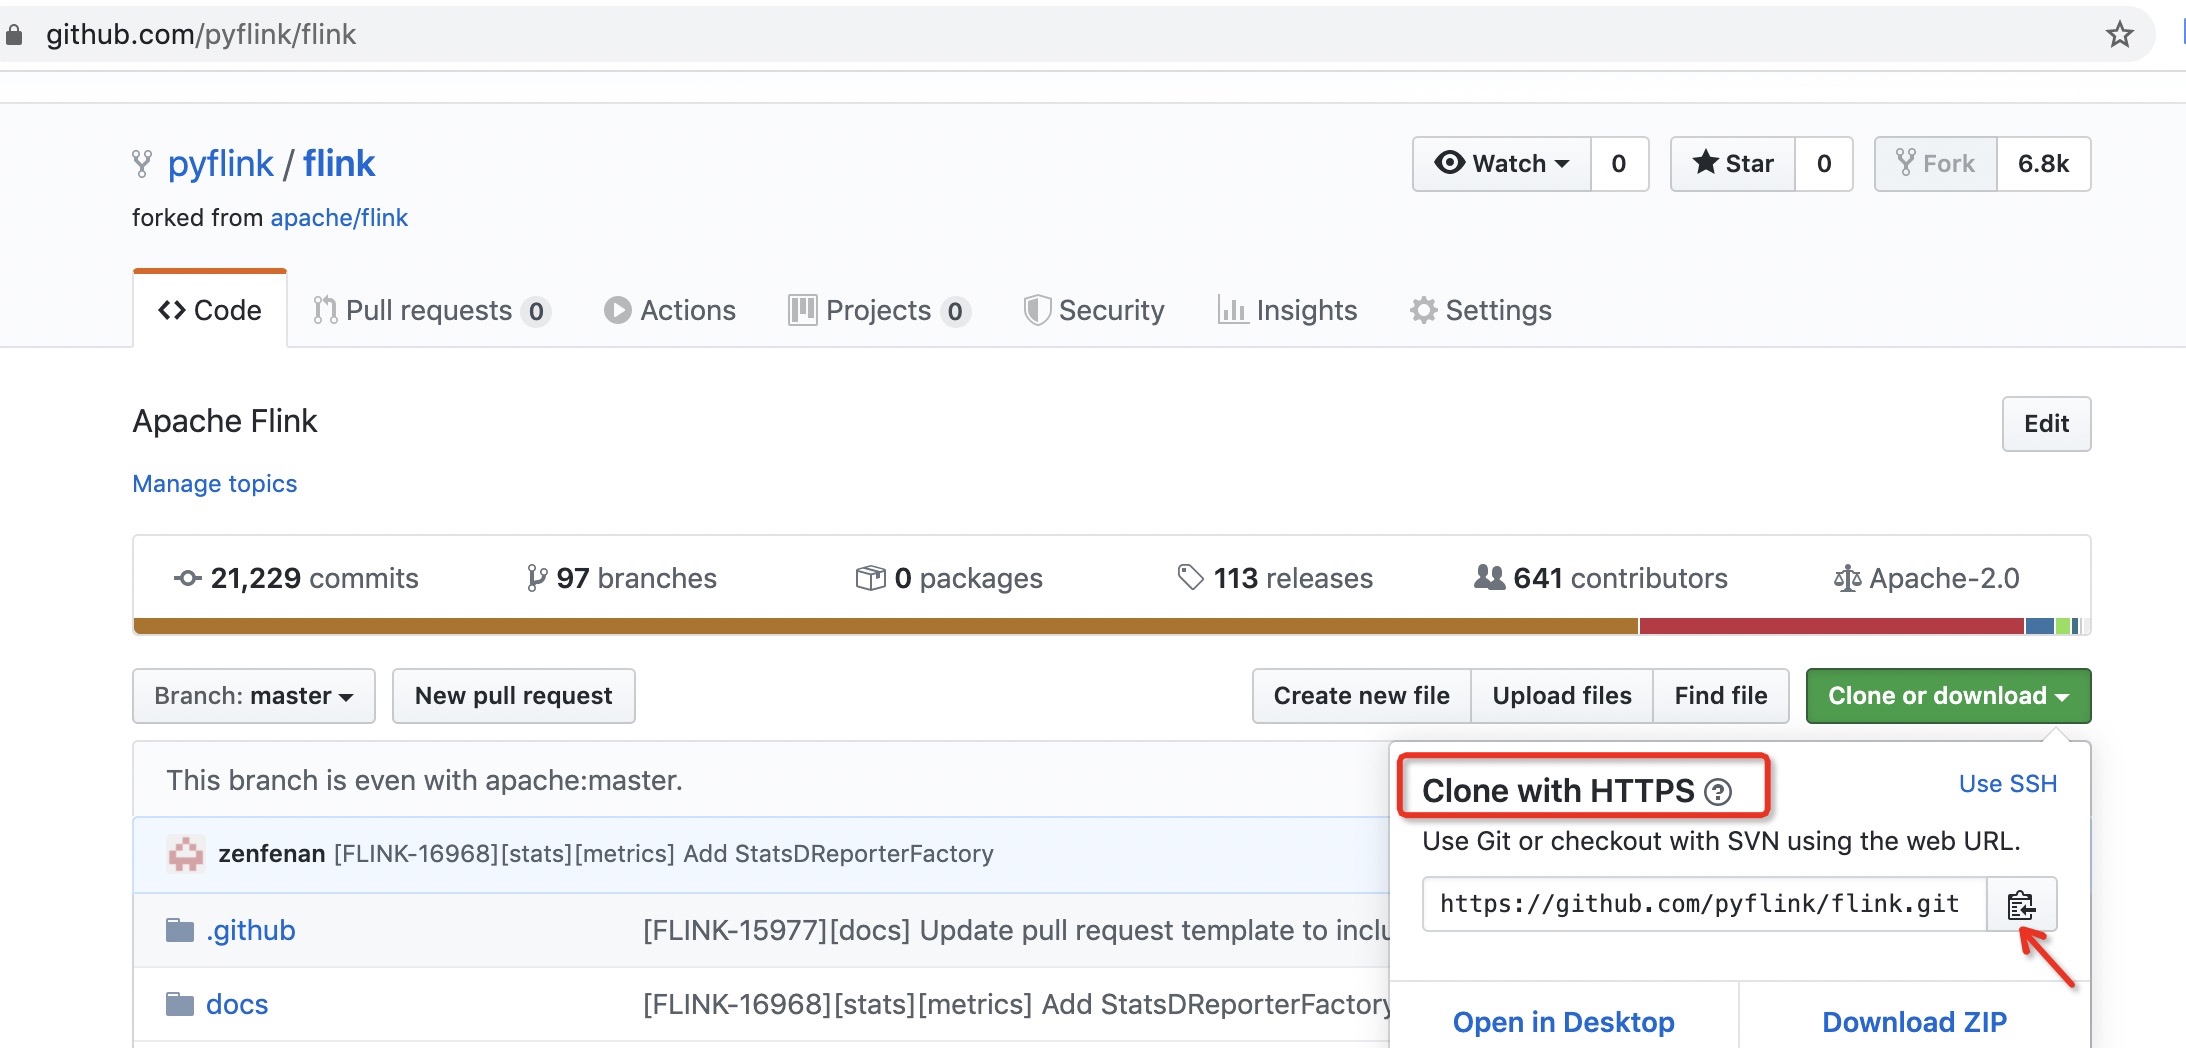 github.com/pyflink/flink
pyflink / flink
Watch 0 Star 0 Fork 6.8k
forked from apache/flink
Code Pull requests 0 Actions Projects 0 Security Insights Settings
Apache Flink
Edit
Manage topics
21,229 commits 97 branches 0 packages 113 releases 641 contributors Apache-2.0
Branch: master New pull request Create new file Upload files Find file Clone or download
This branch is even with apache:master.
Clone with HTTPS ?
Use SSH
Use Git or checkout with SVN using the web URL.
https://github.com/pyflink/flink.git
Open in Desktop Download ZIP
zenfenan [FLINK-16968][stats][metrics] Add StatsDReporterFactory
.github [FLINK-15977][docs] Update pull request template to inclu
docs [FLINK-16968][stats][metrics] Add StatsDReporterFactory